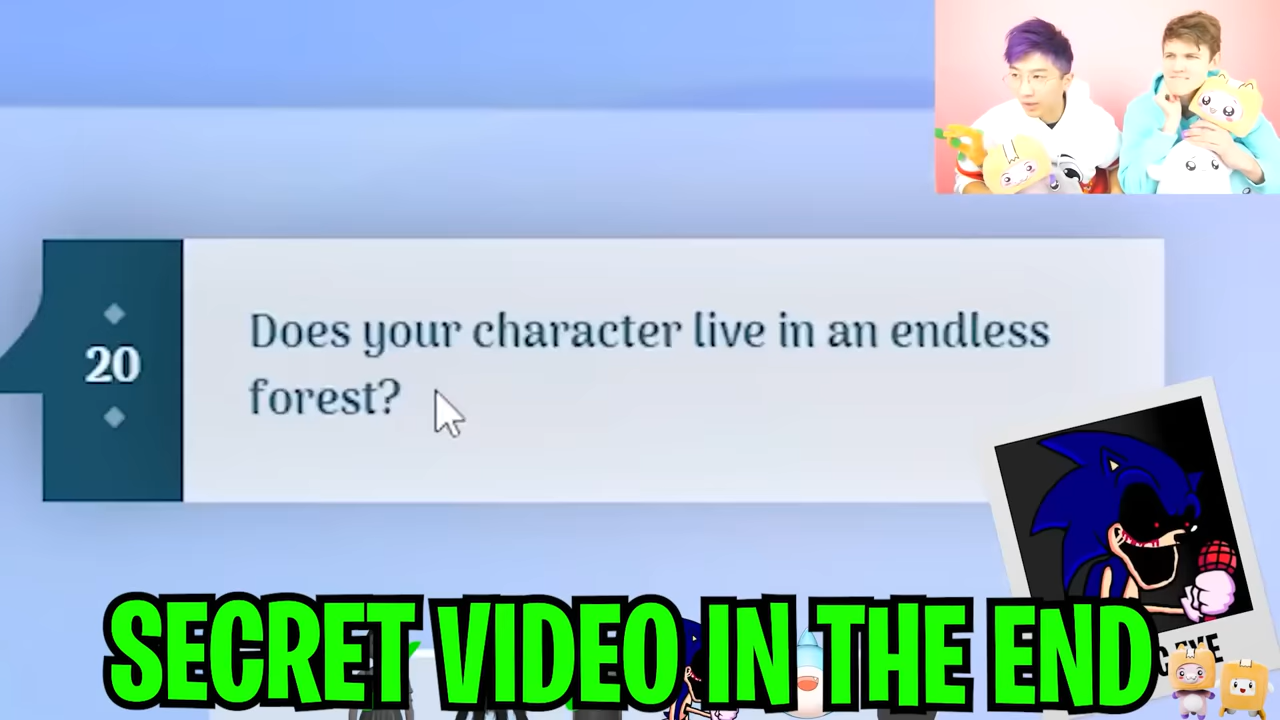 20
Does your character live in an endless
forest?
SECRET VIDEO IN THE END